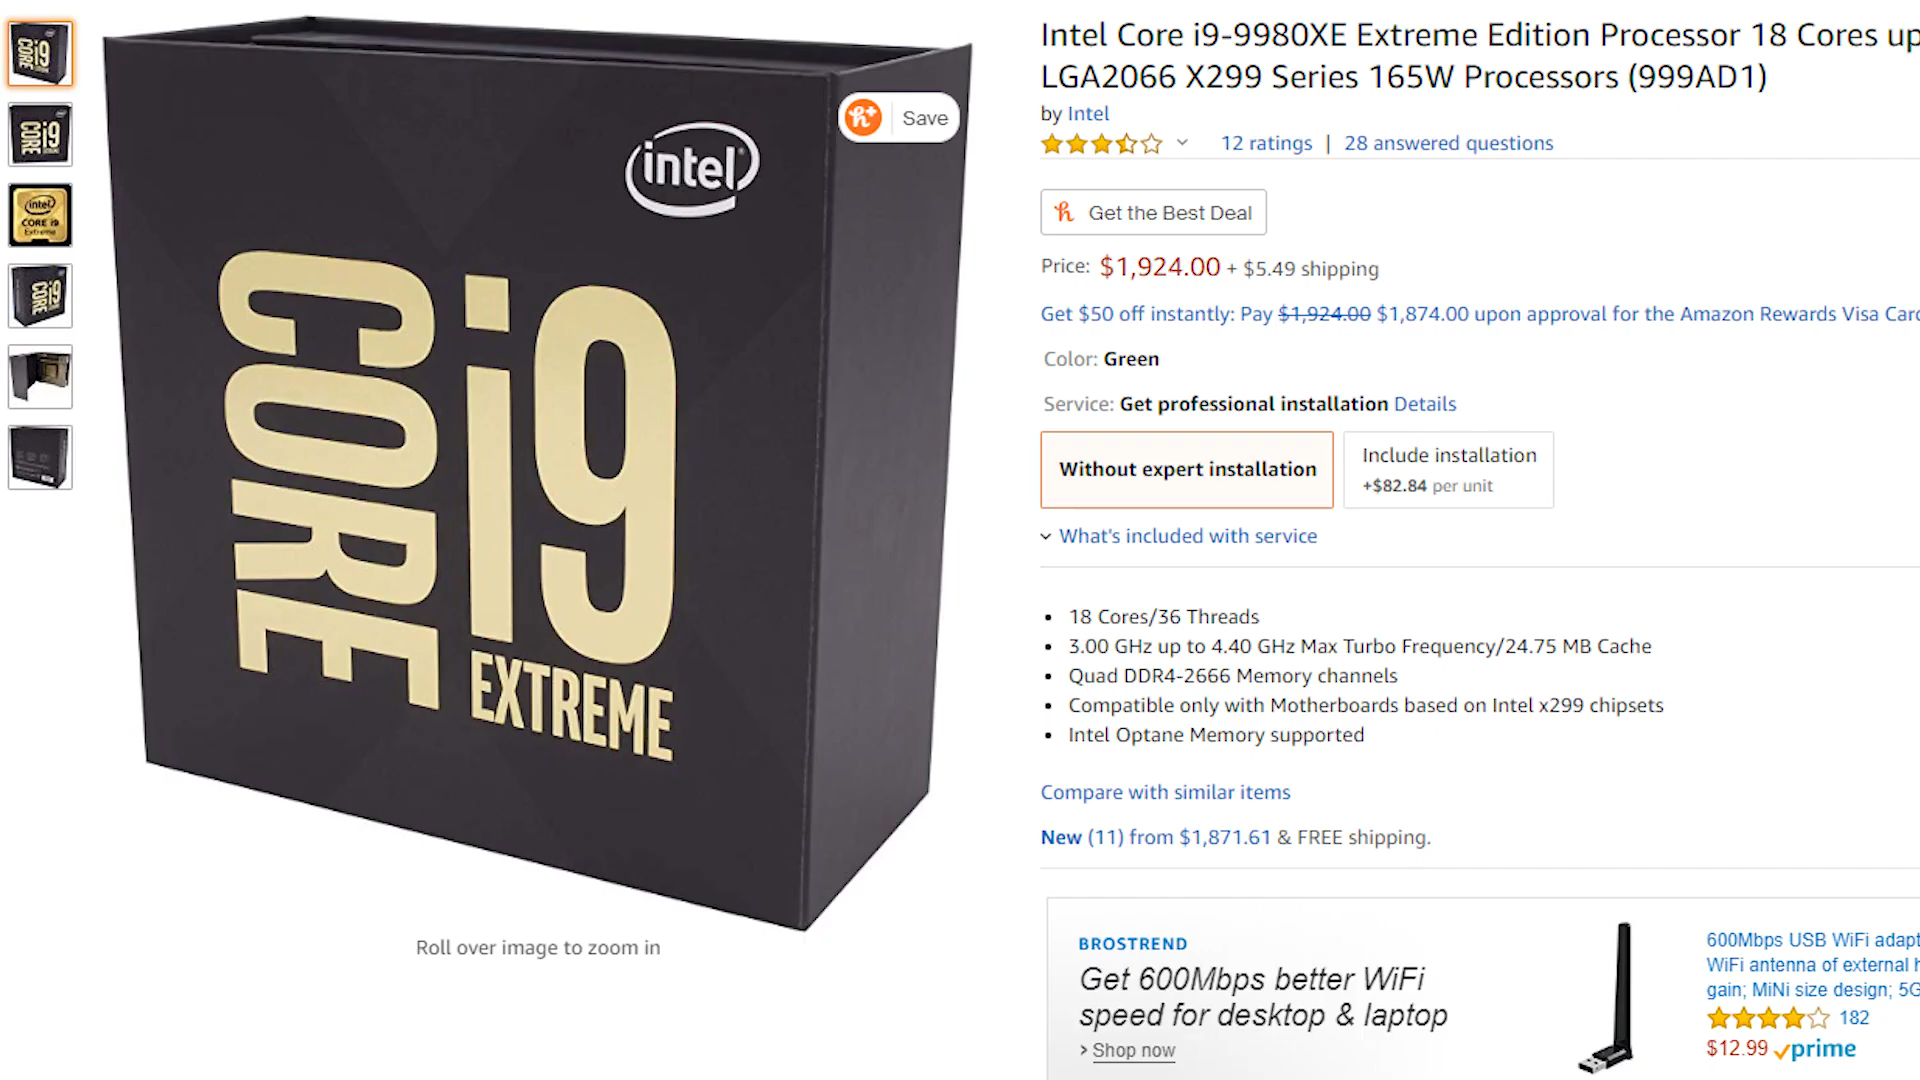 intel
CORE i9
EXTREME
Save
Roll over image to zoom in
Intel Core i9-9980XE Extreme Edition Processor 18 Cores up
LGA2066 X299 Series 165W Processors (999AD1)
by Intel
12 ratings | 28 answered questions
Get the Best Deal
Price: $1,924.00 + $5.49 shipping
Get $50 off instantly: Pay $1,924.00 $1,874.00 upon approval for the Amazon Rewards Visa Card
Color: Green
Service: Get professional installation Details
Without expert installation
Include installation
+$82.84 per unit
What's included with service
18 Cores/36 Threads
3.00 GHz up to 4.40 GHz Max Turbo Frequency/24.75 MB Cache
Quad DDR4-2666 Memory channels
Compatible only with Motherboards based on Intel x299 chipsets
Intel Optane Memory supported
Compare with similar items
New (11) from $1,871.61 & FREE shipping.
BROSTREND
Get 600Mbps better WiFi
speed for desktop & laptop
› Shop now
600Mbps USB WiFi adapt
WiFi antenna of external h
gain; MiNi size design; 5G
182
$12.99 prime